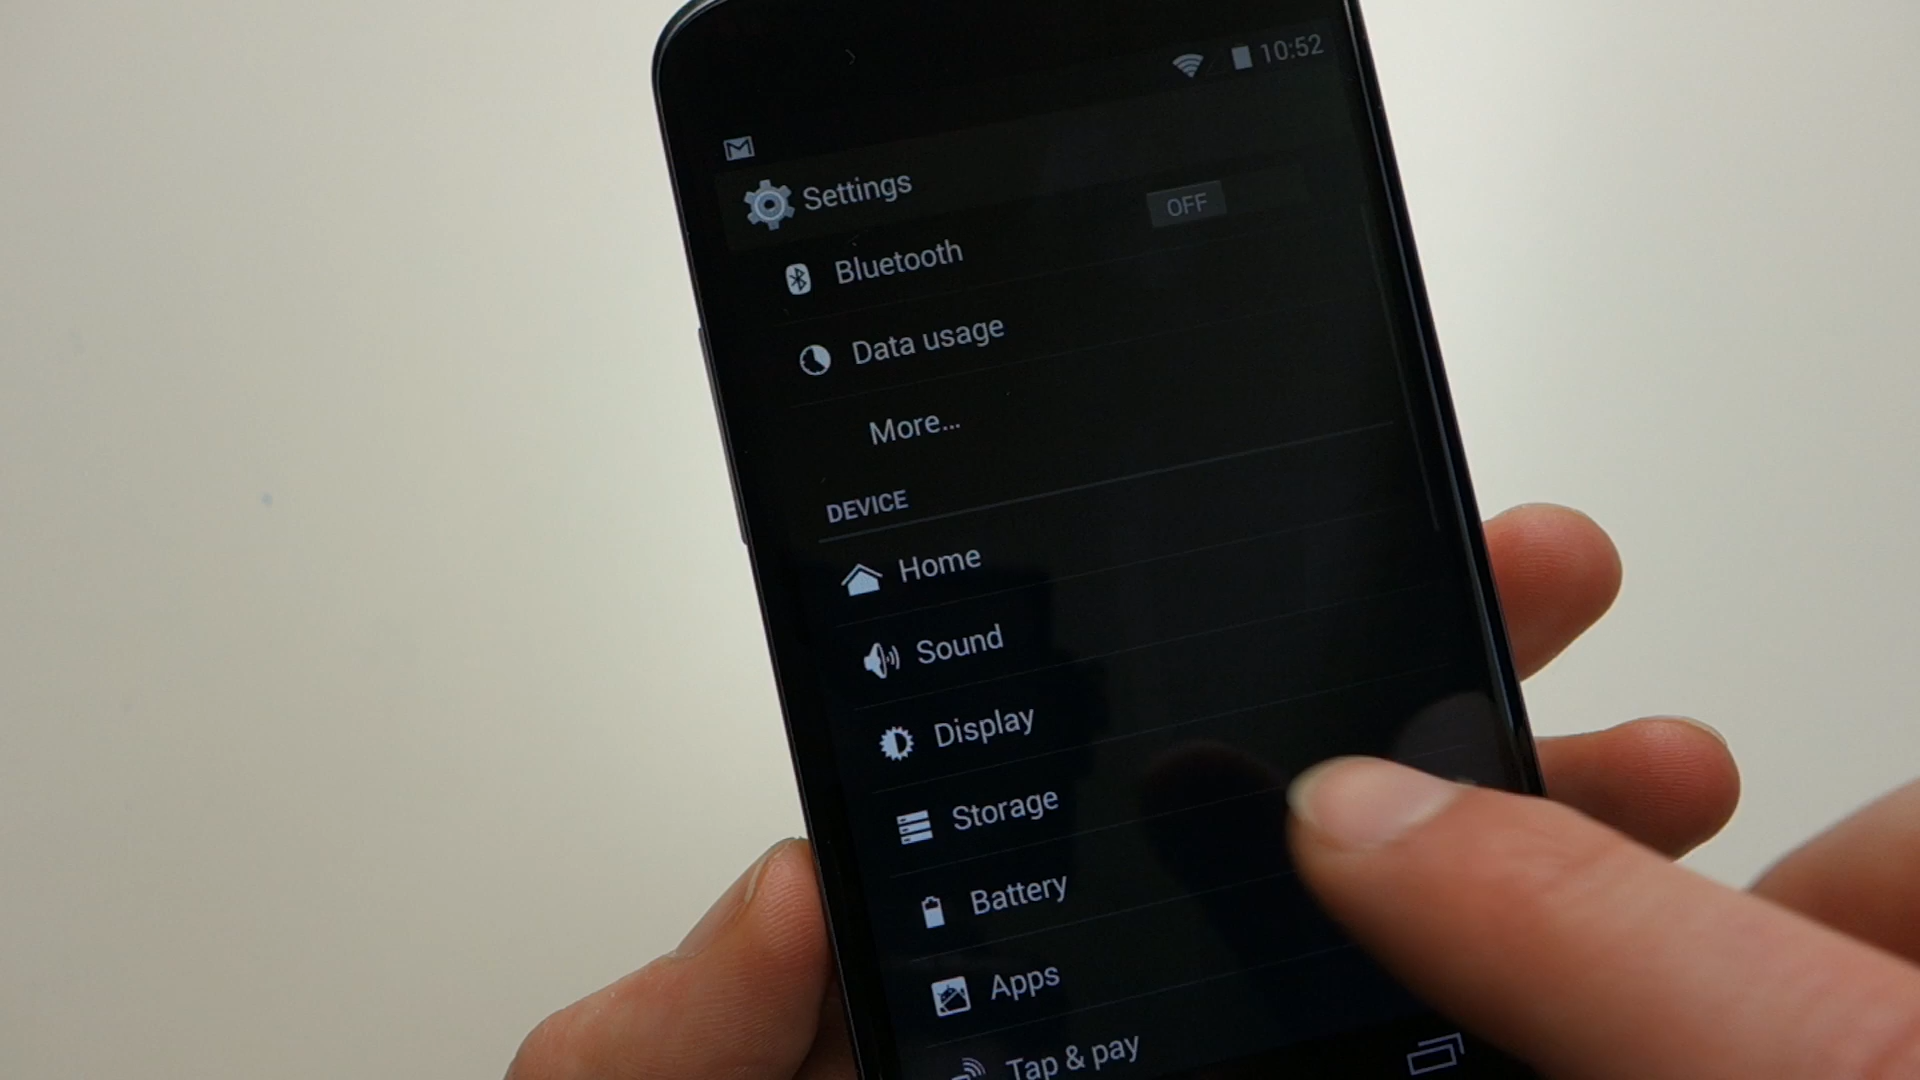 10:52
Settings
Bluetooth
OFF
Data usage
More...
DEVICE
Home
Sound
Display
Storage
Battery
Apps
Tap & pay